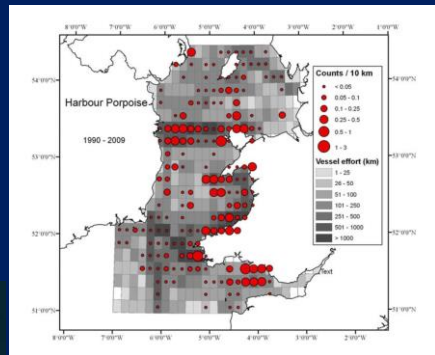 8°0'0"W 7°0'0"W 6°0'0"W 5°0'0"W 4°0'0"W 3°0'0"W 2°0'0"W
54°0'0"N
53°0'0"N
52°0'0"N
51°0'0"N
Harbour Porpoise
1990 - 2009
54°0'0"N
Counts / 10 km
< 0.05
0.05 - 0.1
0.1 - 0.25
0.25 - 0.5
0.5 - 1
1 - 3
Vessel effort (km)
1 - 25
26 - 50
51 - 100
101 - 250
251 - 500
501 - 1000
> 1000
52°0'0"N
Text
51°0'0"N
8°0'0"W 7°0'0"W 6°0'0"W 5°0'0"W 4°0'0"W 3°0'0"W 2°0'0"W